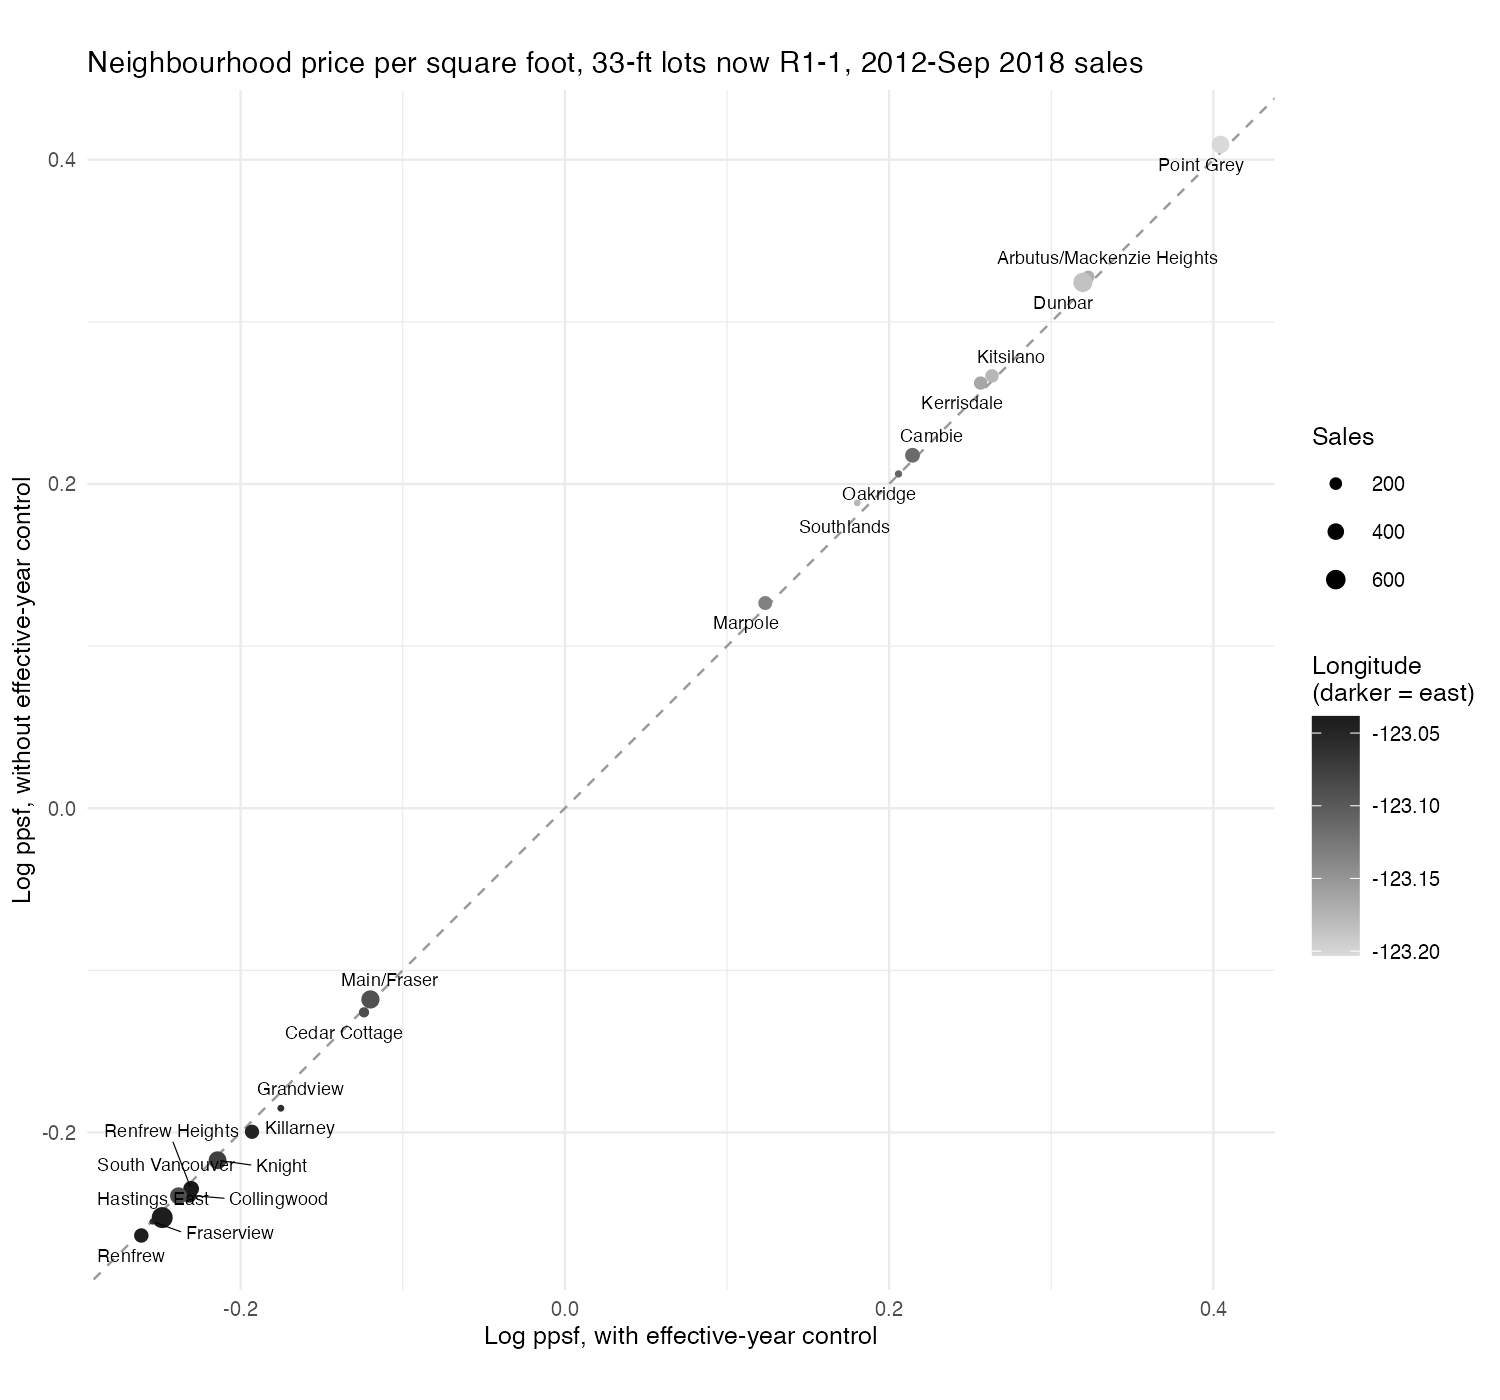 Neighbourhood price per square foot, 33-ft lots now R1-1, 2012-Sep 2018 sales
Log ppsf, without effective-year control
0.4
0.2
0.0
-0.2
Point Grey
Arbutus/Mackenzie Heights
Dunbar
Kitsilano
Kerrisdale
Cambie
Oakridge
Southlands
Marpole
Main/Fraser
Cedar Cottage
Grandview
Renfrew Heights
Killarney
South Vancouver
Knight
Hastings East
Collingwood
Fraserview
Renfrew
-0.2
0.0
0.2
0.4
Log ppsf, with effective-year control
Sales
200
400
600
Longitude
(darker = east)
-123.05
-123.10
-123.15
-123.20